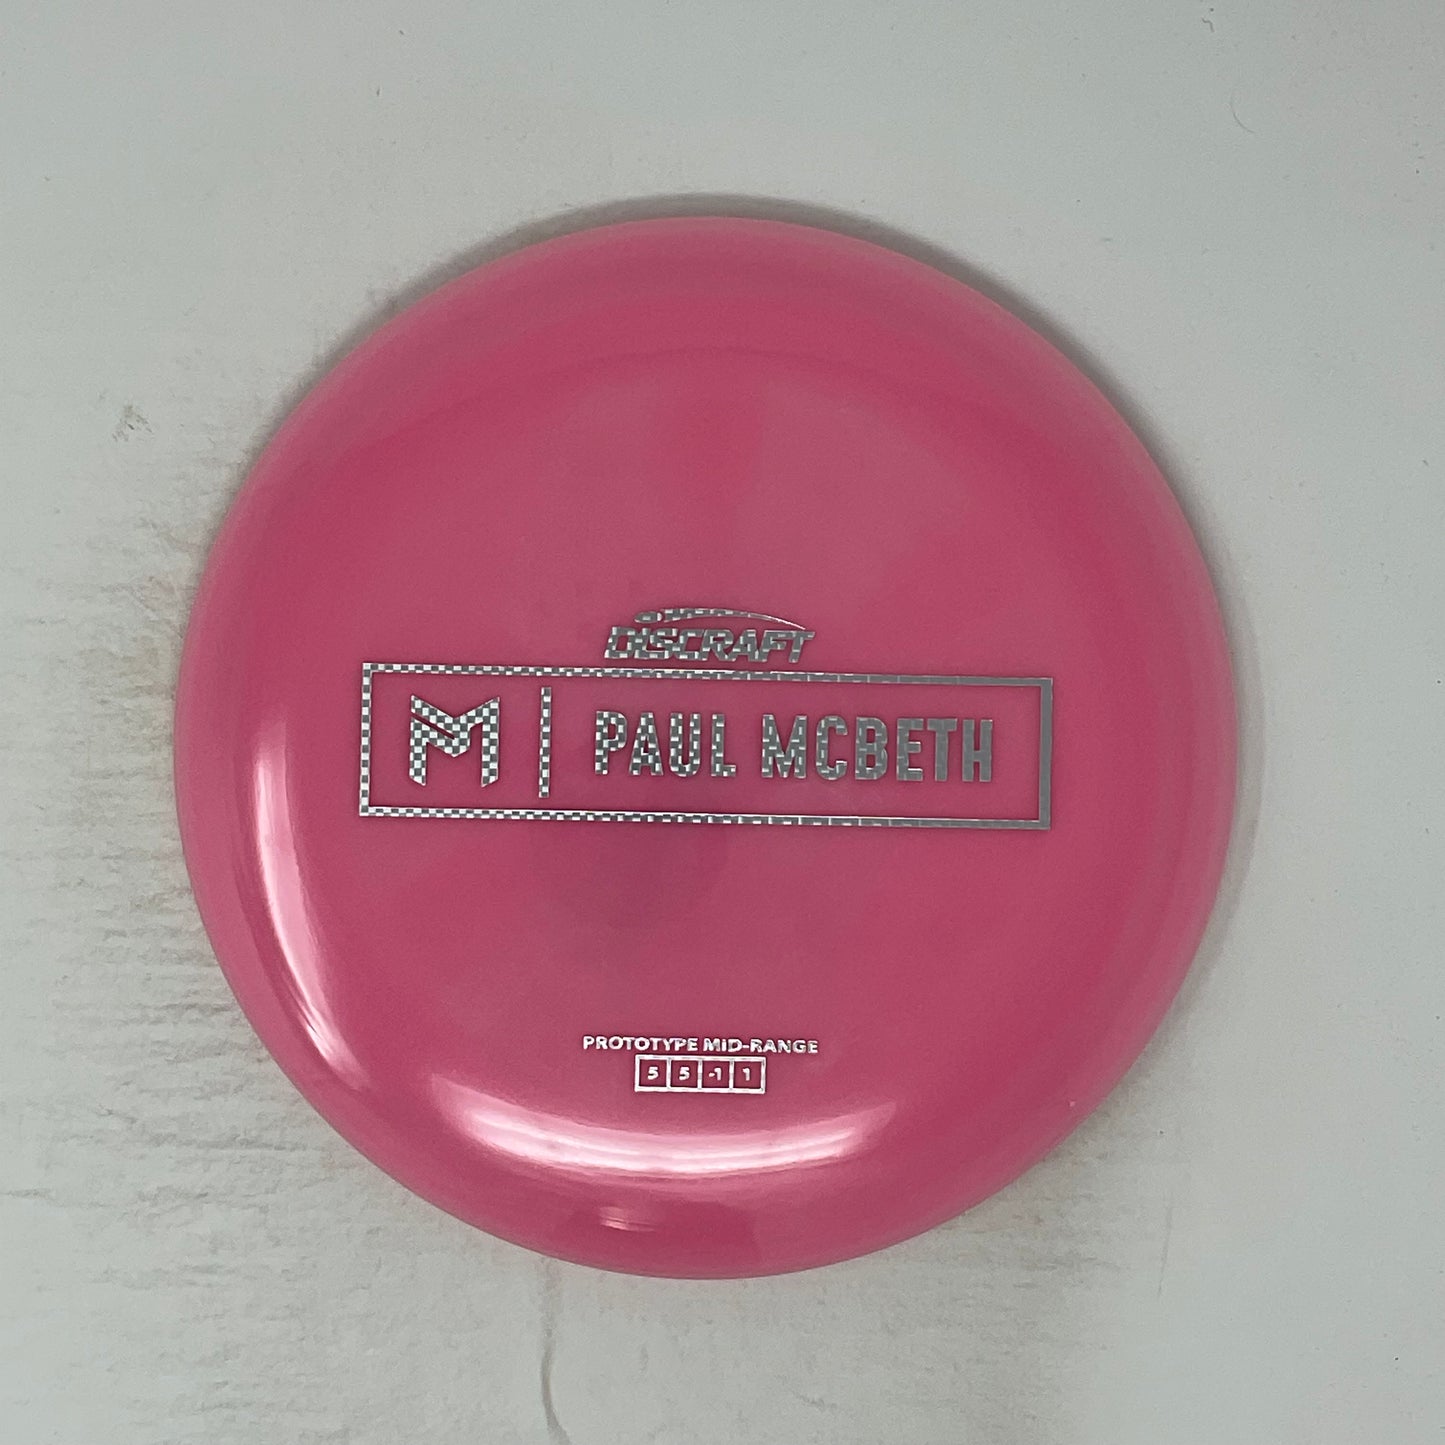 DISCRAFT
M | PAUL MCBETH
PROTOTYPE MID-RANGE
5 5 -1 1